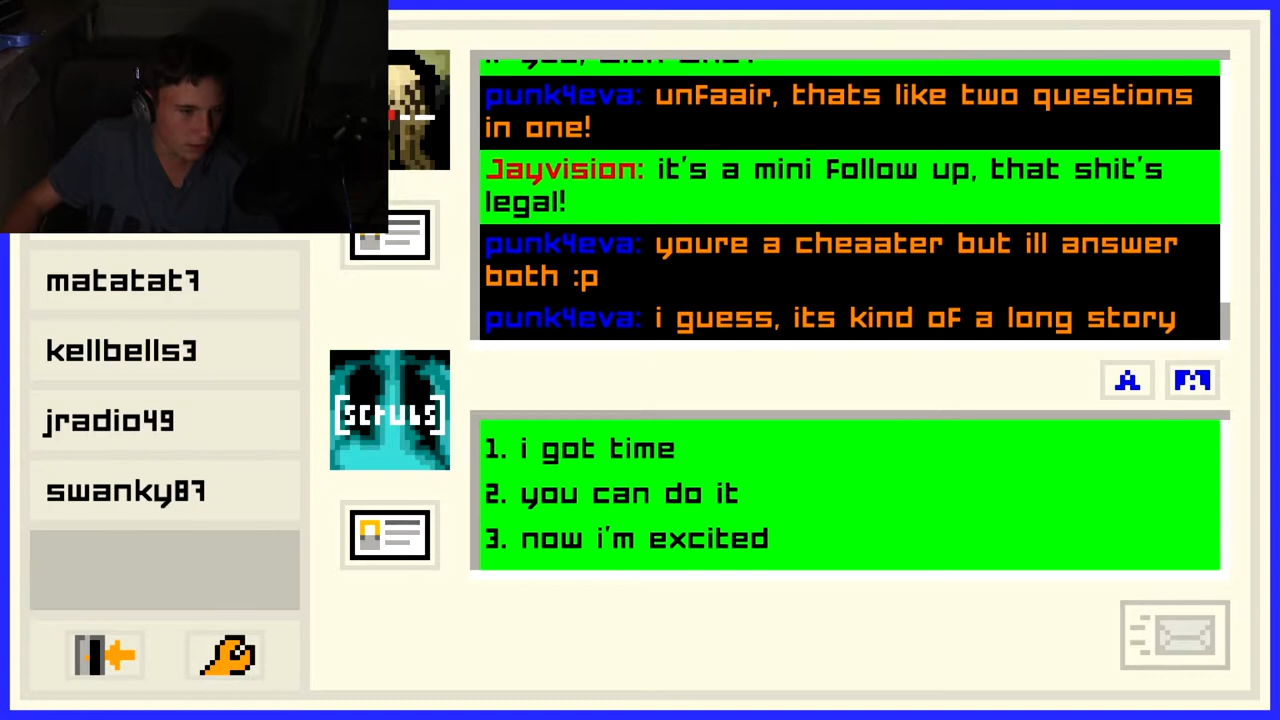 punk4eva: unfaair, thats like two questions
in one!
Jayvision: it's a mini follow up, that shit's
legal!
punk4eva: youre a cheaater but ill answer
both :p
punk4eva: i guess, its kind of a long story
matatat7
kellbells3
jradio49
swanky87
[scrubs]
A
M
1. i got time
2. you can do it
3. now i'm excited